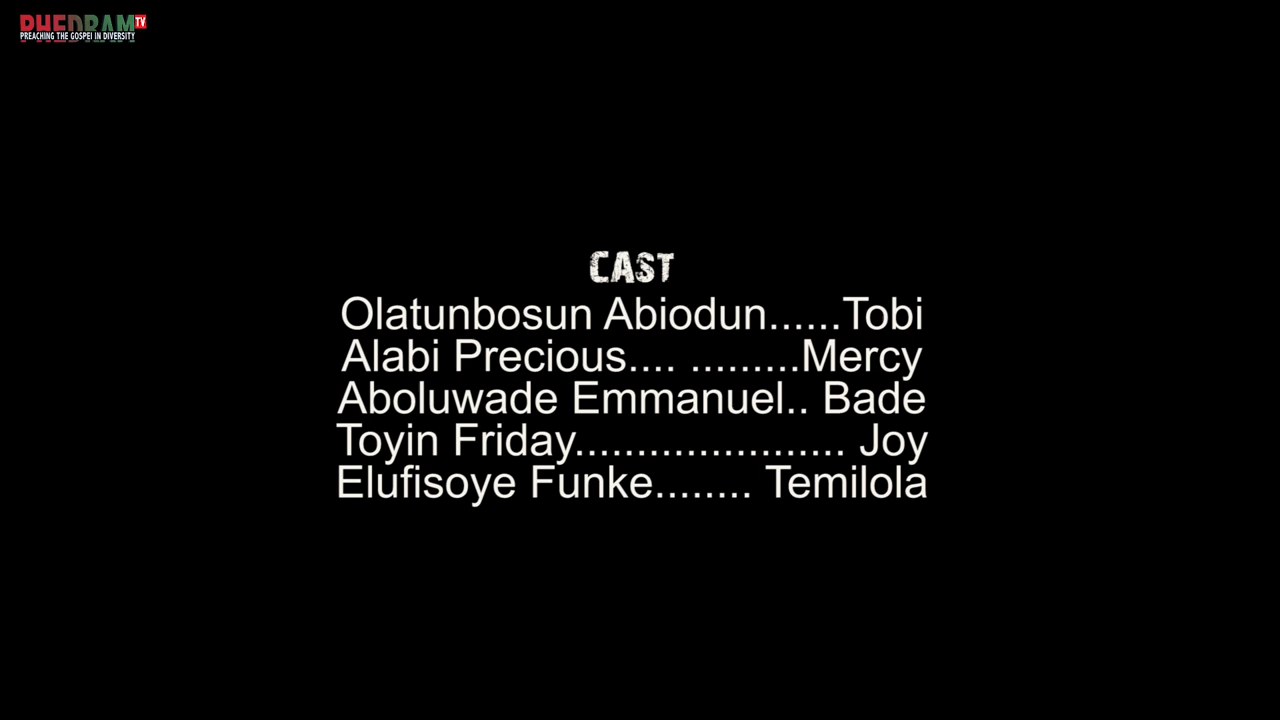 PHEDRAM TV
PREACHING THE GOSPEL IN DIVERSITY
CAST
Olatunbosun Abiodun......Tobi
Alabi Precious.... .........Mercy
Aboluwade Emmanuel.. Bade
Toyin Friday...................... Joy
Elufisoye Funke........ Temilola